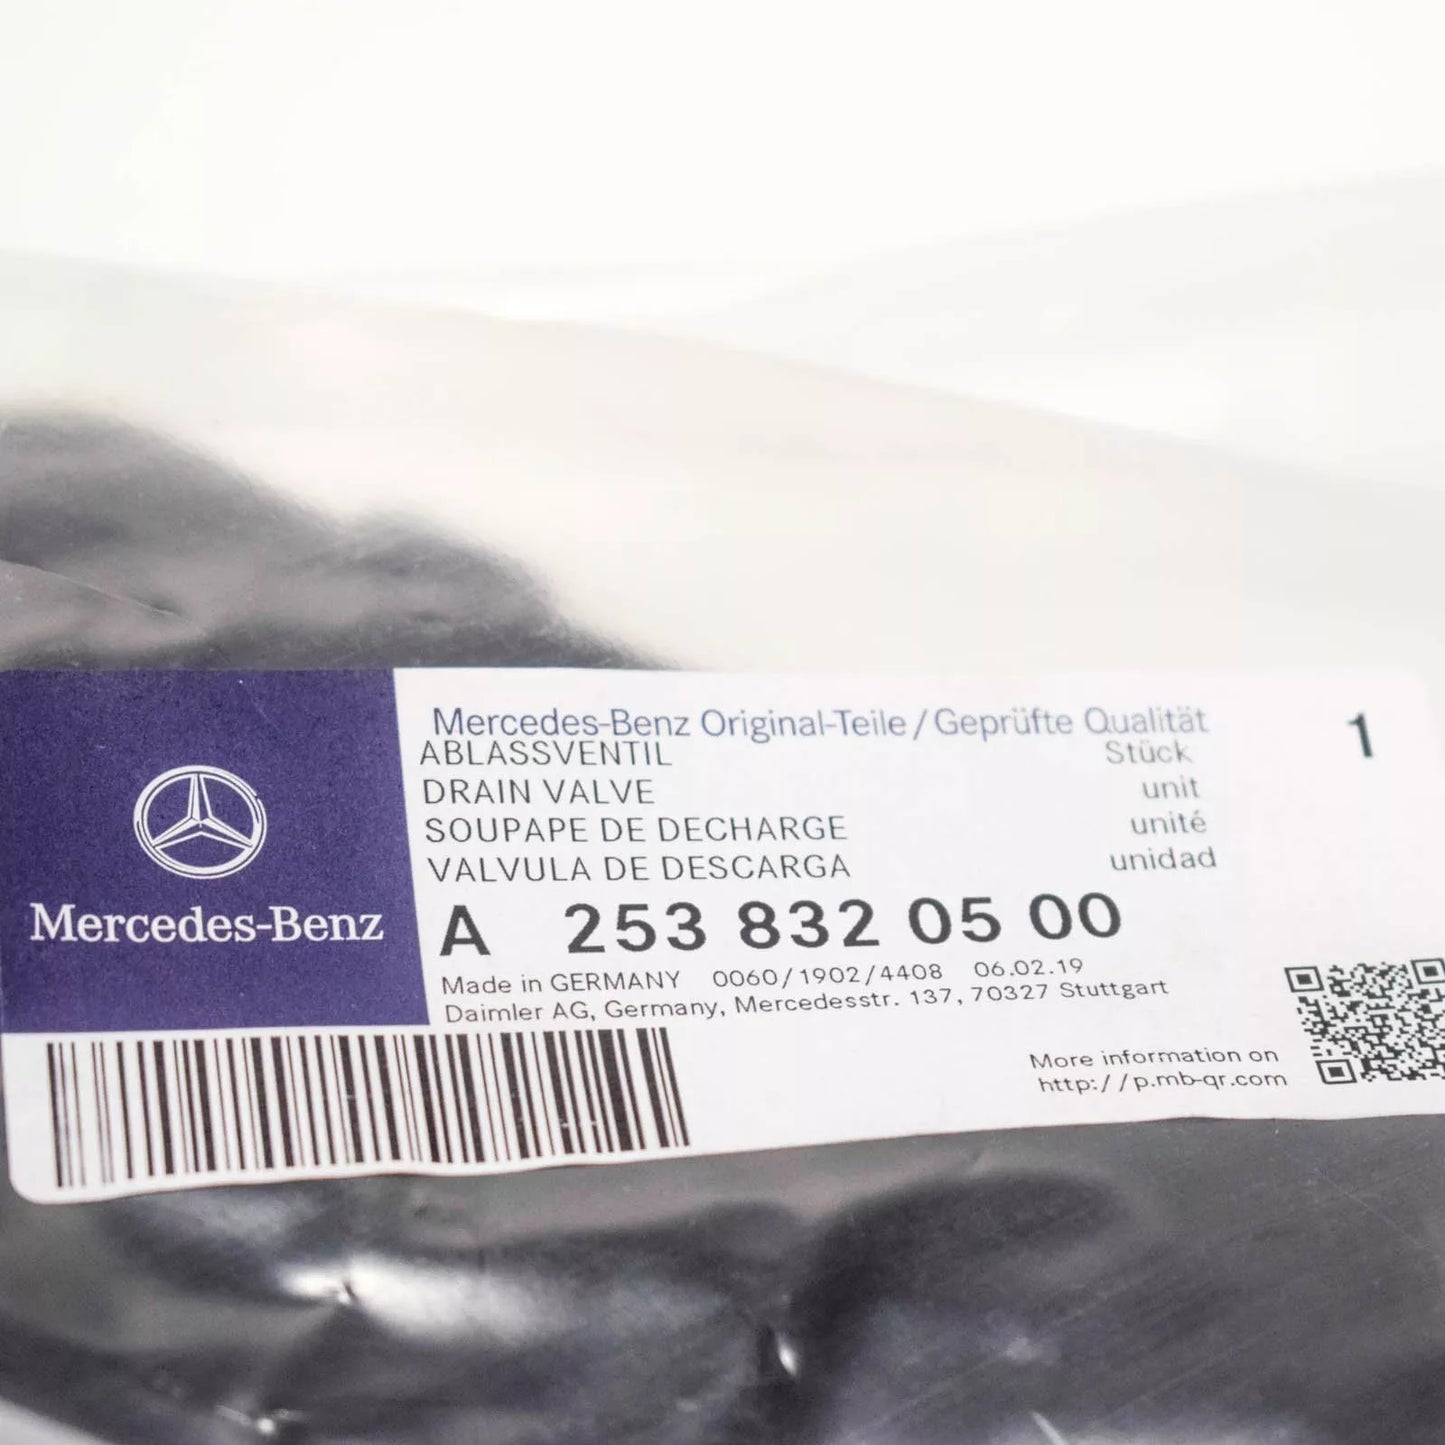 Mercedes-Benz
Mercedes-Benz Original-Teile / Geprüfte Qualität
ABLASSVENTIL Stück 1
DRAIN VALVE unit
SOUPAPE DE DECHARGE unité
VALVULA DE DESCARGA unidad
A 253 832 05 00
Made in GERMANY 0060/1902/4408 06.02.19
Daimler AG, Germany, Mercedesstr. 137, 70327 Stuttgart
More information on
http://p.mb-qr.com